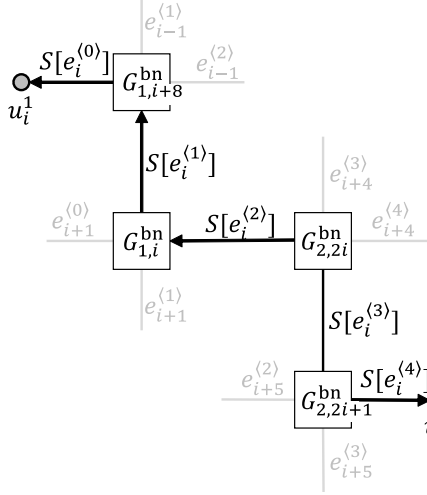 e_{i−1}^{⟨1⟩}
S[e_i^{⟨0⟩}] G_{1,i+8}^{bn} e_{i−1}^{⟨2⟩}
u_i^1
S[e_i^{⟨1⟩}] e_{i+4}^{⟨3⟩}
e_{i+1}^{⟨0⟩} G_{1,i}^{bn} S[e_i^{⟨2⟩}] G_{2,2i}^{bn} e_{i+4}^{⟨4⟩}
e_{i+1}^{⟨1⟩} S[e_i^{⟨3⟩}]
e_{i+5}^{⟨2⟩} G_{2,2i+1}^{bn} S[e_i^{⟨4⟩}]
e_{i+5}^{⟨3⟩}